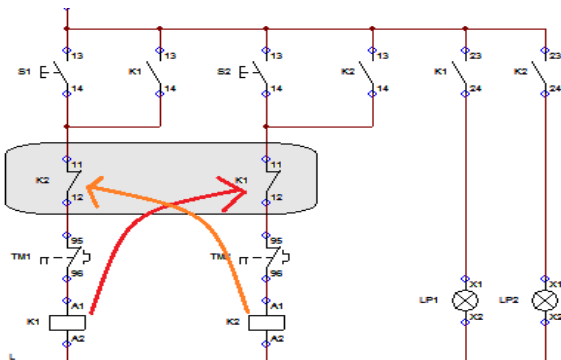 13 13 13 13 23 23
S1 K1 S2 K2 K1 K2
14 14 14 14 24 24
11 11
K2 K1
12 12
95 95
TM1 TM
96 96
A1 A1 X1 X1
K1 K2 LP1 LP2
A2 A2 X2 X2
L